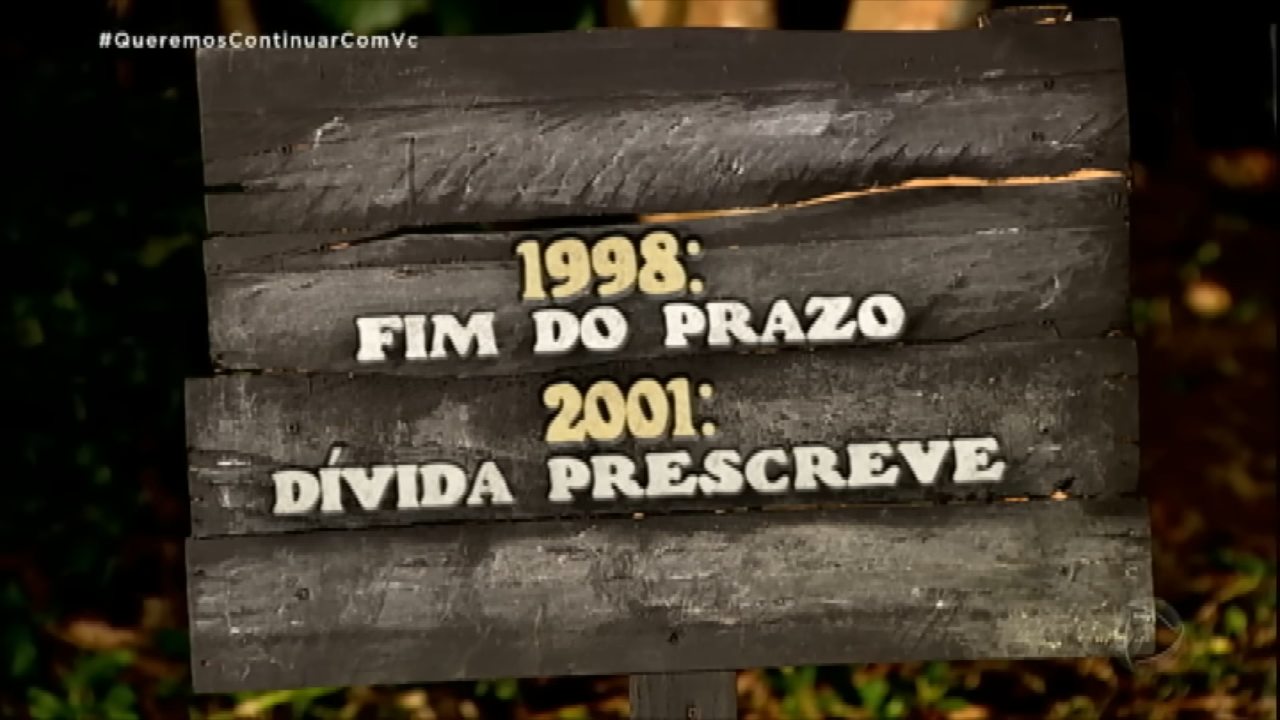 #QueremosContinuarComVc
1998:
FIM DO PRAZO
2001:
DÍVIDA PRESCREVE